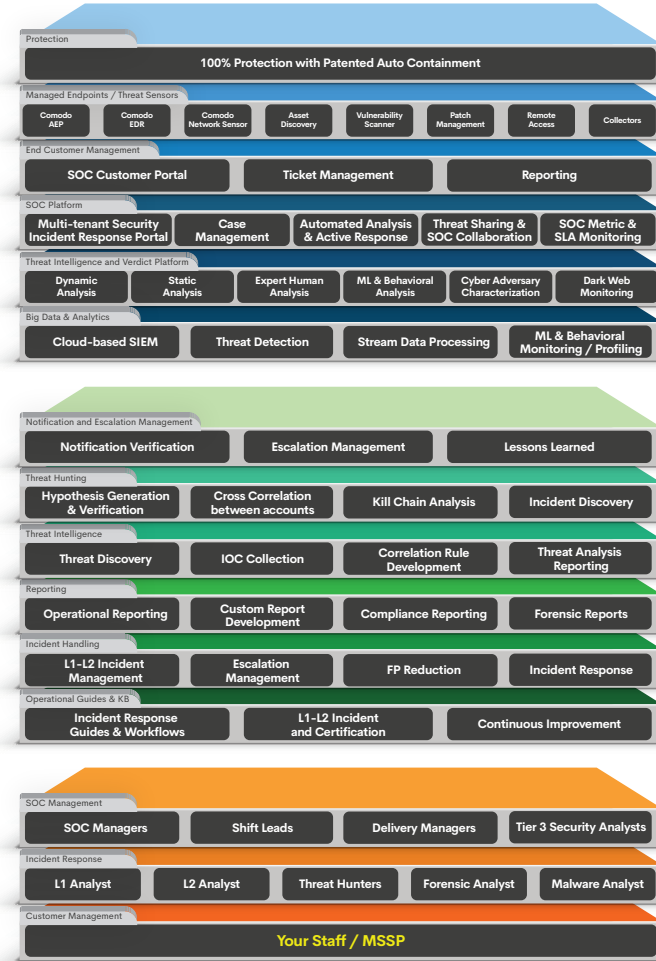 Protection
100% Protection with Patented Auto Containment
Managed Endpoints / Threat Sensors
Comodo
AEP
Comodo
EDR
Comodo
Network Sensor
Asset
Discovery
Vulnerability
Scanner
Patch
Management
Remote
Access
Collectors
End Customer Management
SOC Customer Portal
Ticket Management
Reporting
SOC Platform
Multi-tenant Security
Incident Response Portal
Case
Management
Automated Analysis
& Active Response
Threat Sharing &
SOC Collaboration
SOC Metric &
SLA Monitoring
Threat Intelligence and Verdict Platform
Dynamic
Analysis
Static
Analysis
Expert Human
Analysis
ML & Behavioral
Analysis
Cyber Adversary
Characterization
Dark Web
Monitoring
Big Data & Analytics
Cloud-based SIEM
Threat Detection
Stream Data Processing
ML & Behavioral
Monitoring / Profiling
Notification and Escalation Management
Notification Verification
Escalation Management
Lessons Learned
Threat Hunting
Hypothesis Generation
& Verification
Cross Correlation
between accounts
Kill Chain Analysis
Incident Discovery
Threat Intelligence
Threat Discovery
IOC Collection
Correlation Rule
Development
Threat Analysis
Reporting
Reporting
Operational Reporting
Custom Report
Development
Compliance Reporting
Forensic Reports
Incident Handling
L1-L2 Incident
Management
Escalation
Management
FP Reduction
Incident Response
Operational Guides & KB
Incident Response
Guides & Workflows
L1-L2 Incident
and Certification
Continuous Improvement
SOC Management
SOC Managers
Shift Leads
Delivery Managers
Tier 3 Security Analysts
Incident Response
L1 Analyst
L2 Analyst
Threat Hunters
Forensic Analyst
Malware Analyst
Customer Management
Your Staff / MSSP